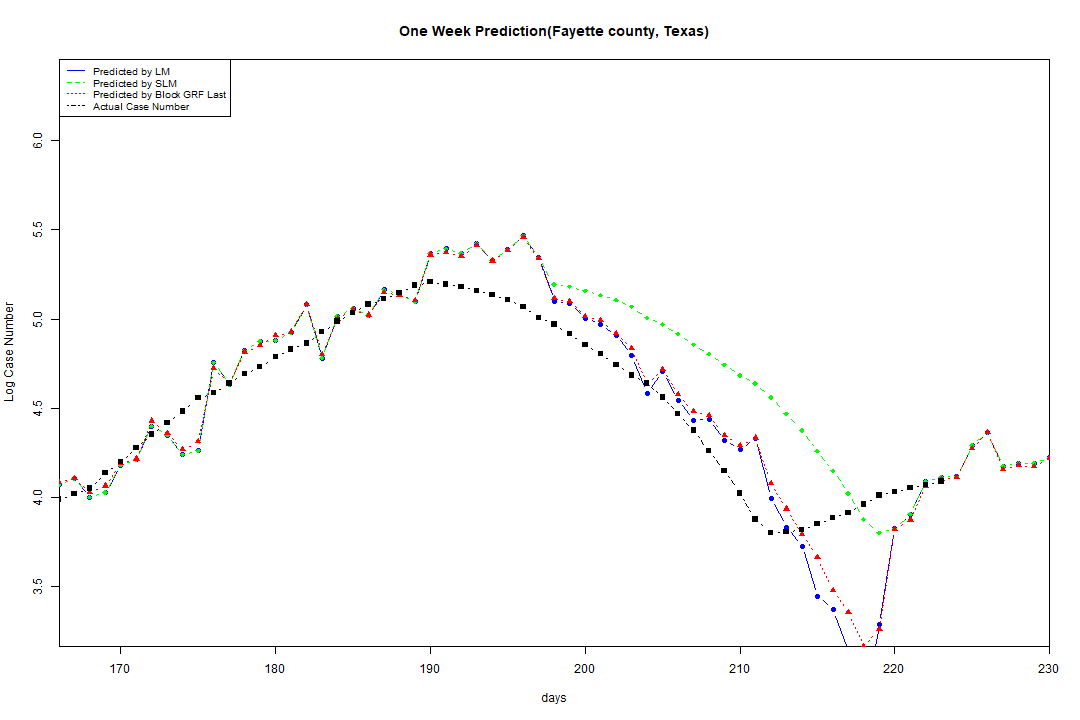 One Week Prediction(Fayette county, Texas)
Predicted by LM
Predicted by SLM
Predicted by Block GRF Last
Actual Case Number
Log Case Number
6.0
5.5
5.0
4.5
4.0
3.5
170 180 190 200 210 220 230
days